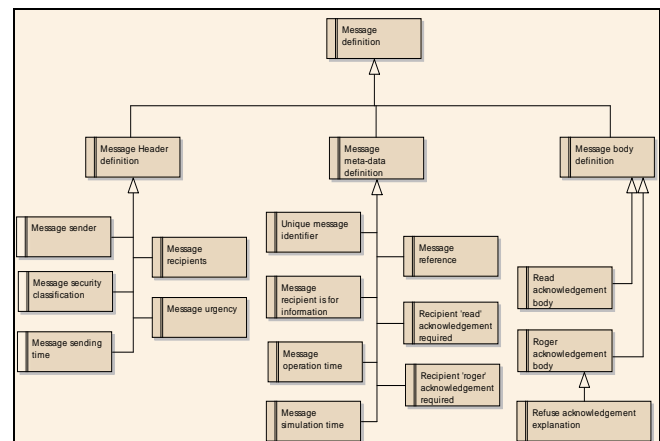 Message
definition
Message Header
definition
Message
meta-data
definition
Message body
definition
Message sender
Message
recipients
Message security
classification
Message urgency
Message sending
time
Unique message
identifier
Message
reference
Message
recipient is for
information
Recipient 'read'
acknowledgement
required
Message
operation time
Recipient 'roger'
acknowledgement
required
Message
simulation time
Read
acknowledgement
body
Roger
acknowledgement
body
Refuse acknowledgement
explanation